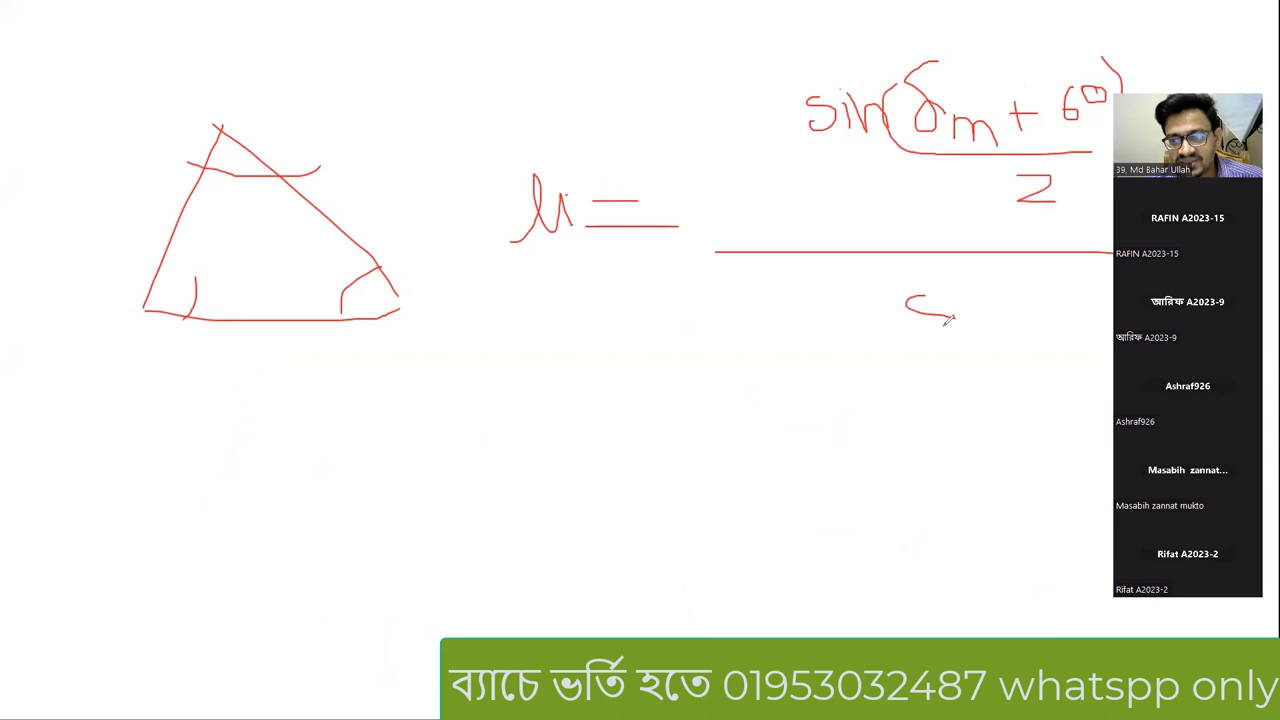 sin(δm + 60)
2
μ =
S
39, Md Bahar Ullah
RAFIN A2023-15
RAFIN A2023-15
আরিফ A2023-9
আরিফ A2023-9
Ashraf926
Ashraf926
Masabih zannat...
Masabih zannat mukto
Rifat A2023-2
Rifat A2023-2
ব্যাচে ভর্তি হতে 01953032487 whatspp only